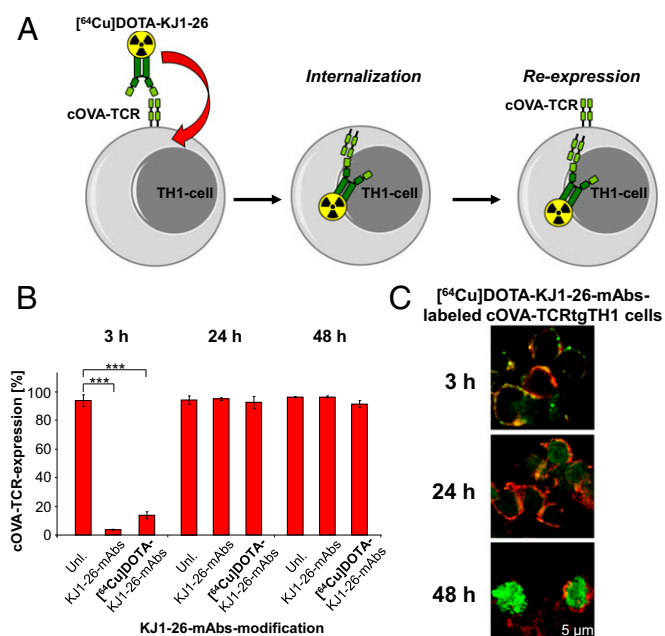 A
[⁶⁴Cu]DOTA-KJ1-26
cOVA-TCR
TH1-cell
Internalization
TH1-cell
Re-expression
cOVA-TCR
TH1-cell
B
3 h
24 h
48 h
***
***
cOVA-TCR-expression [%]
100
80
60
40
20
0
Unl.
KJ1-26-mAbs
[⁶⁴Cu]DOTA-
KJ1-26-mAbs
Unl.
KJ1-26-mAbs
[⁶⁴Cu]DOTA-
KJ1-26-mAbs
Unl.
KJ1-26-mAbs
[⁶⁴Cu]DOTA-
KJ1-26-mAbs
KJ1-26-mAbs-modification
C
[⁶⁴Cu]DOTA-KJ1-26-mAbs-
labeled cOVA-TCRtgTH1 cells
3 h
24 h
48 h
5 µm